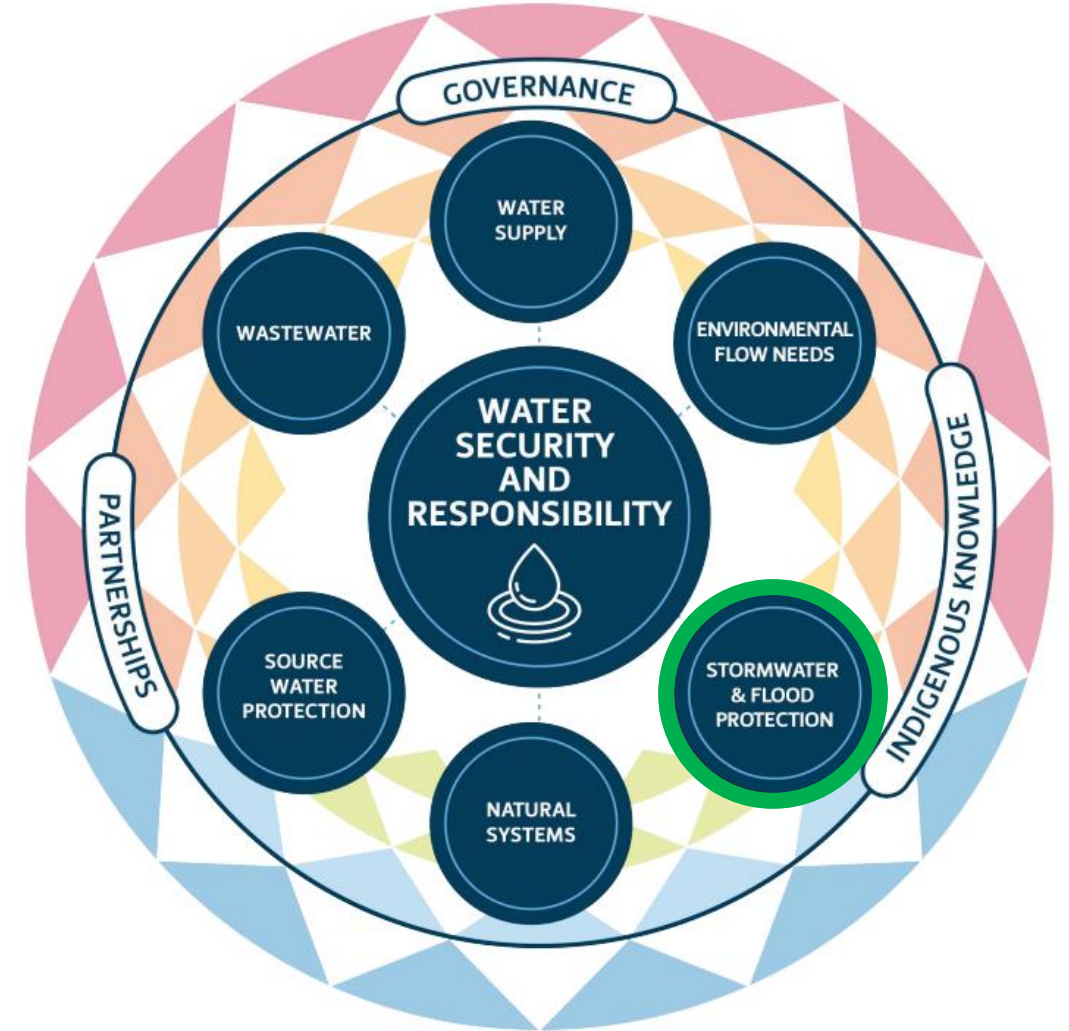 GOVERNANCE
WATER
SUPPLY
WASTEWATER
ENVIRONMENTAL
FLOW NEEDS
WATER
SECURITY
AND
RESPONSIBILITY
PARTNERSHIPS
INDIGENOUS KNOWLEDGE
SOURCE
WATER
PROTECTION
STORMWATER
& FLOOD
PROTECTION
NATURAL
SYSTEMS